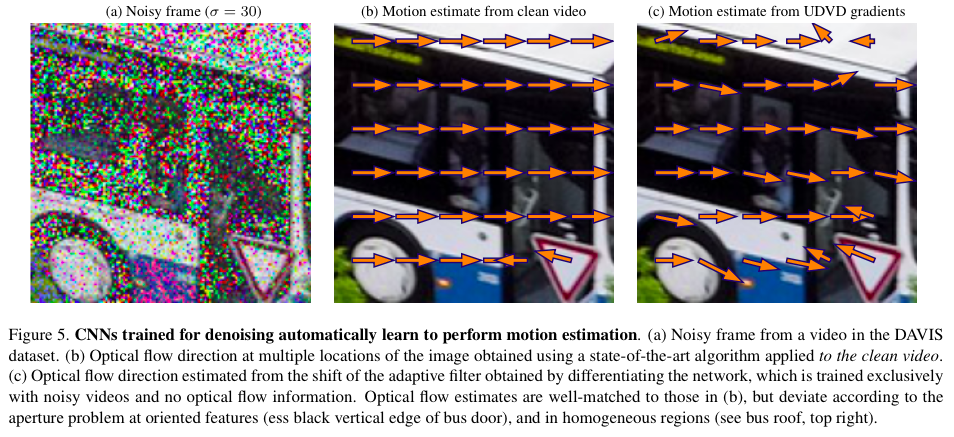 (a) Noisy frame (σ = 30)
(b) Motion estimate from clean video
(c) Motion estimate from UDVD gradients
Figure 5. CNNs trained for denoising automatically learn to perform motion estimation. (a) Noisy frame from a video in the DAVIS
dataset. (b) Optical flow direction at multiple locations of the image obtained using a state-of-the-art algorithm applied to the clean video.
(c) Optical flow direction estimated from the shift of the adaptive filter obtained by differentiating the network, which is trained exclusively
with noisy videos and no optical flow information. Optical flow estimates are well-matched to those in (b), but deviate according to the
aperture problem at oriented features (ess black vertical edge of bus door), and in homogeneous regions (see bus roof, top right).